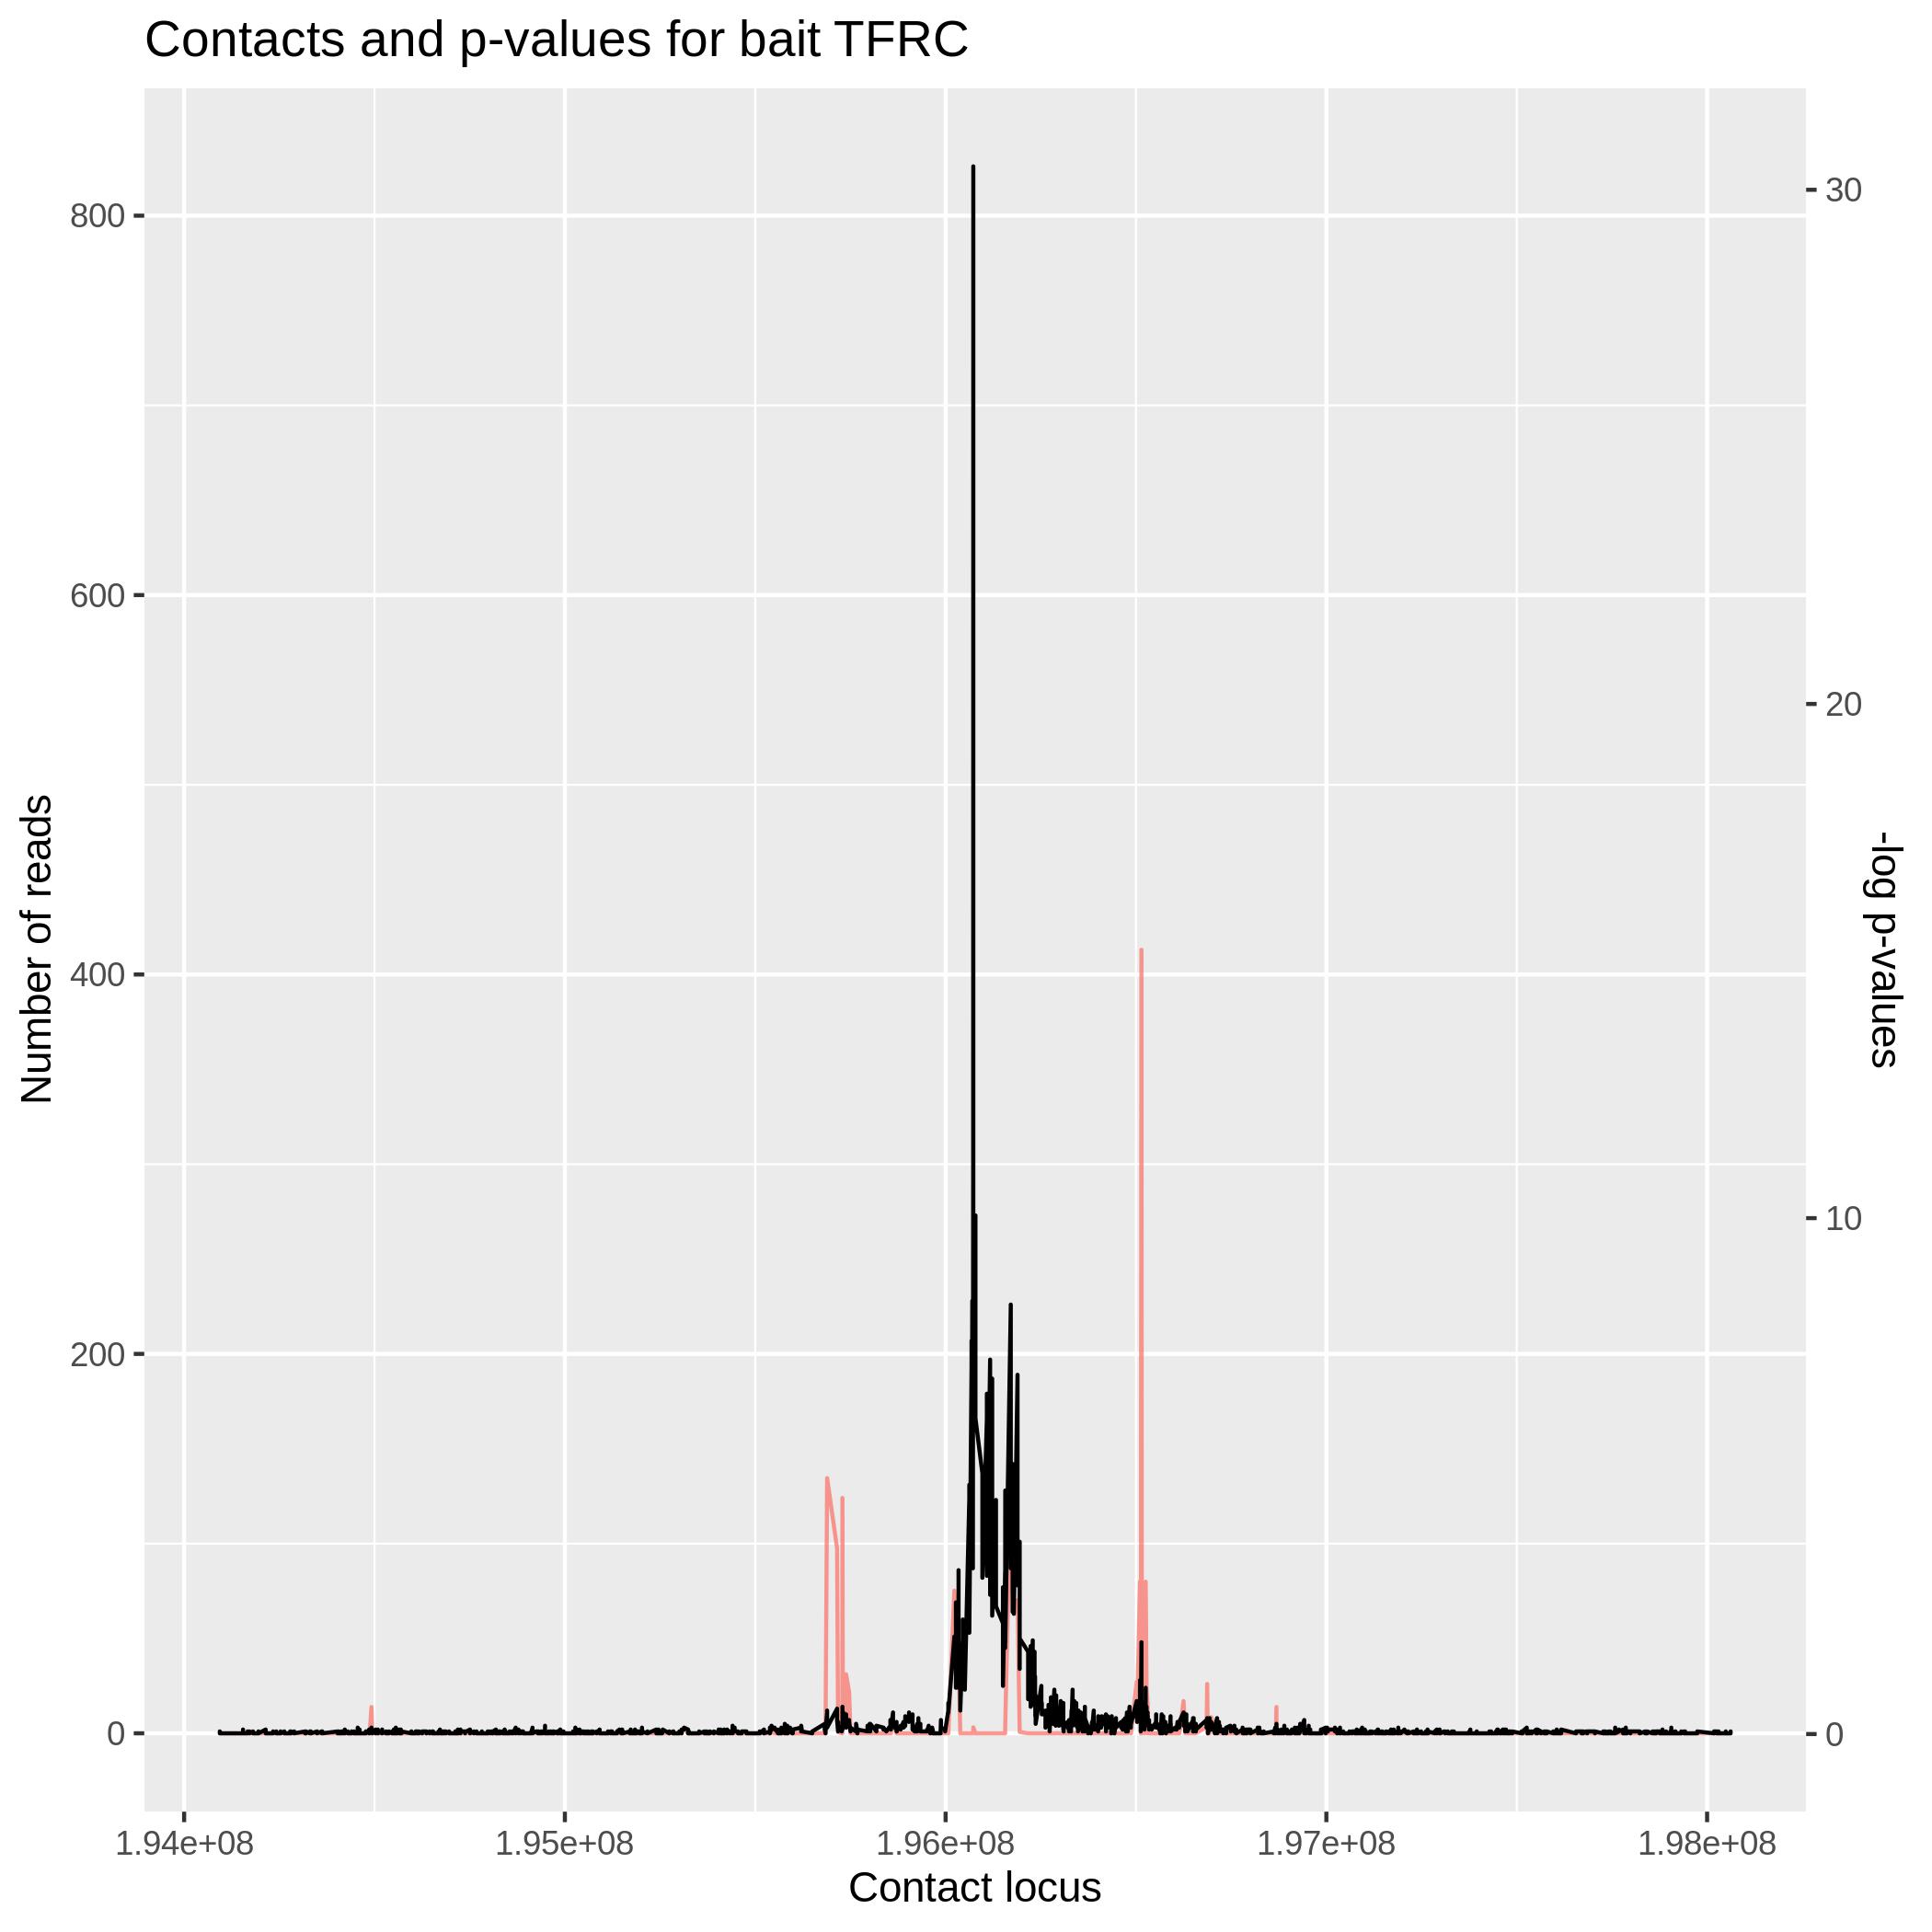 Contacts and p-values for bait TFRC
800
600
400
200
0
Number of reads
30
20
10
0
-log p-values
1.94e+08 1.95e+08 1.96e+08 1.97e+08 1.98e+08
Contact locus